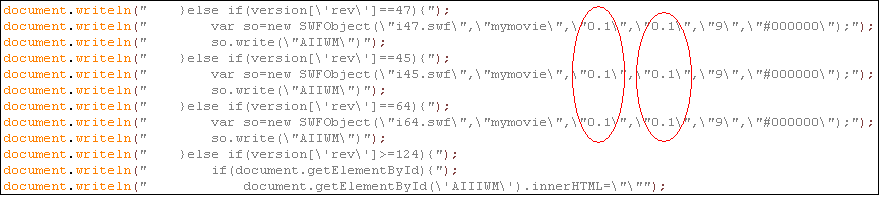 document.writeln("    }else if(version[\'rev\']==47){");
document.writeln("        var so=new SWFObject(\"i47.swf\",\"mymovie\",\"0.1\",\"0.1\",\"9\",\"#000000\");");
document.writeln("        so.write(\"AIIWM\")");
document.writeln("    }else if(version[\'rev\']==45){");
document.writeln("        var so=new SWFObject(\"i45.swf\",\"mymovie\",\"0.1\",\"0.1\",\"9\",\"#000000\");");
document.writeln("        so.write(\"AIIWM\")");
document.writeln("    }else if(version[\'rev\']==64){");
document.writeln("        var so=new SWFObject(\"i64.swf\",\"mymovie\",\"0.1\",\"0.1\",\"9\",\"#000000\");");
document.writeln("        so.write(\"AIIWM\")");
document.writeln("    }else if(version[\'rev\']>=124){");
document.writeln("        if(document.getElementById){");
document.writeln("            document.getElementById(\'AIIIWM\').innerHTML=\"\"");